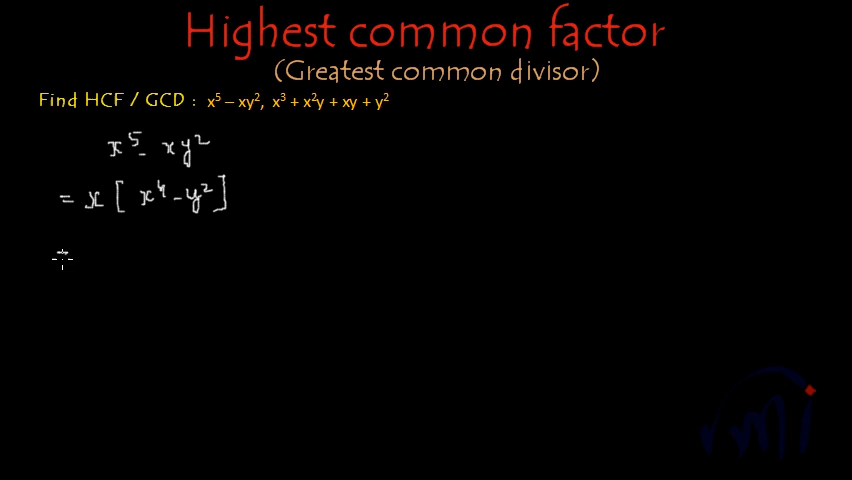 Highest common factor
(Greatest common divisor)
Find HCF / GCD : x⁵ – xy², x³ + x²y + xy + y²
x⁵ - xy²
= x [ x⁴ - y² ]
vmi